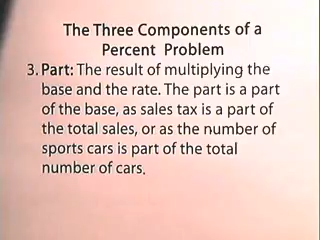 The Three Components of a
Percent Problem
3. Part: The result of multiplying the
base and the rate. The part is a part
of the base, as sales tax is a part of
the total sales, or as the number of
sports cars is part of the total
number of cars.